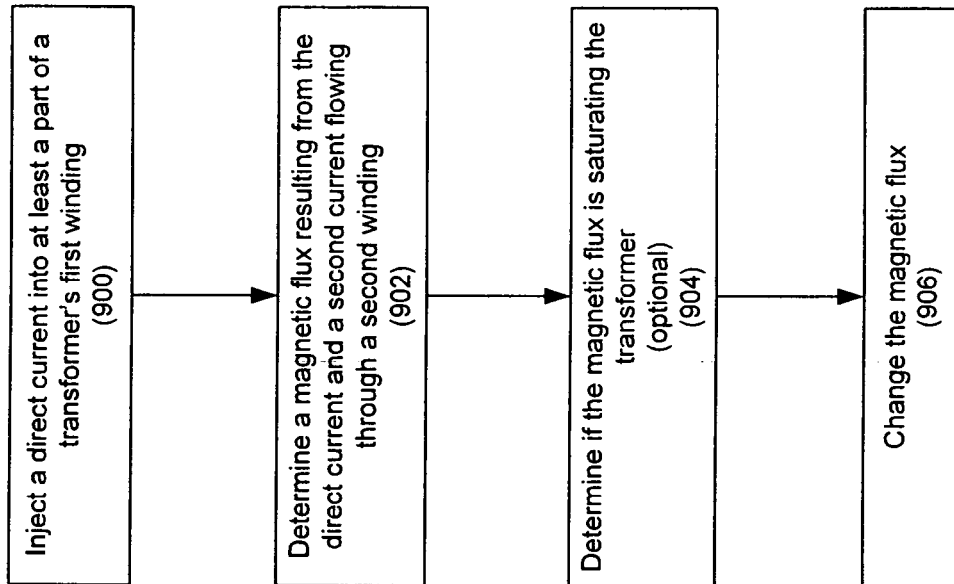 Inject a direct current into at least a part of a
transformer's first winding
(900)
Determine a magnetic flux resulting from the
direct current and a second current flowing
through a second winding
(902)
Determine if the magnetic flux is saturating the
transformer
(optional)
(904)
Change the magnetic flux
(906)